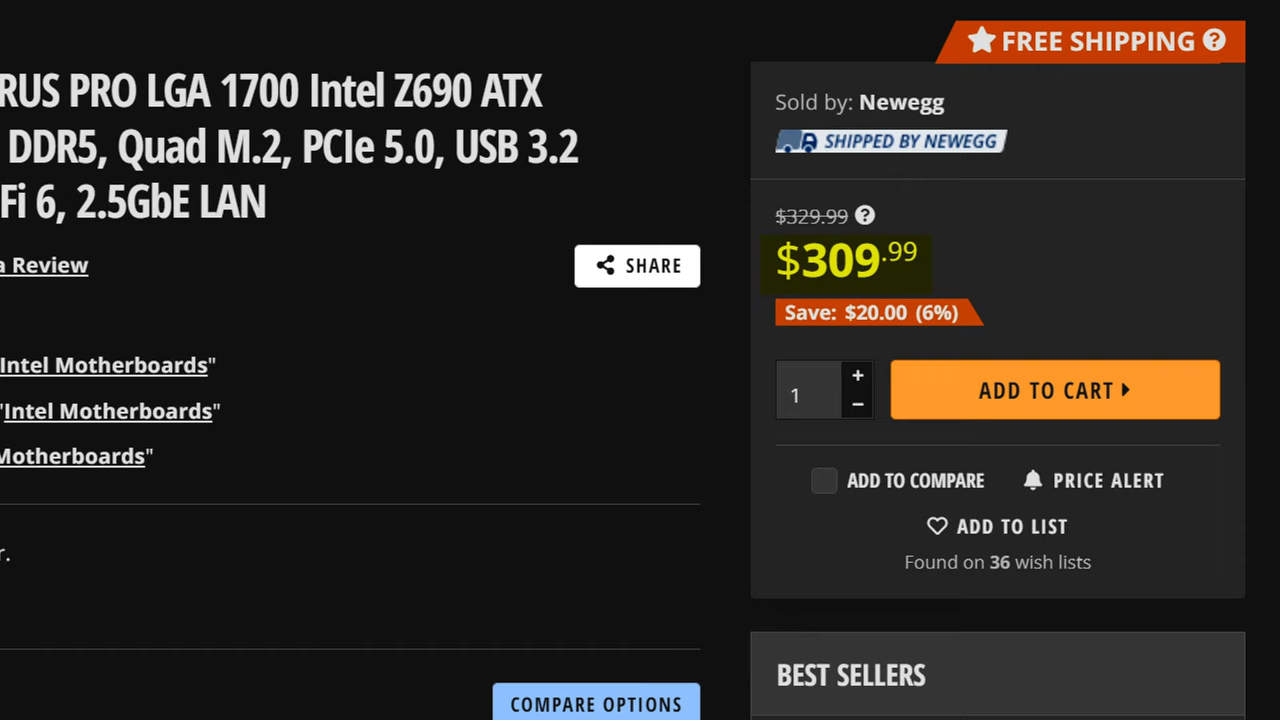 FREE SHIPPING ?
RUS PRO LGA 1700 Intel Z690 ATX
DDR5, Quad M.2, PCIe 5.0, USB 3.2
Fi 6, 2.5GbE LAN
a Review
SHARE
Intel Motherboards"
"Intel Motherboards"
Motherboards"
r.
COMPARE OPTIONS
Sold by: Newegg
SHIPPED BY NEWEGG
$329.99 ?
$309.99
Save: $20.00 (6%)
1 + −
ADD TO CART
ADD TO COMPARE PRICE ALERT
ADD TO LIST
Found on 36 wish lists
BEST SELLERS